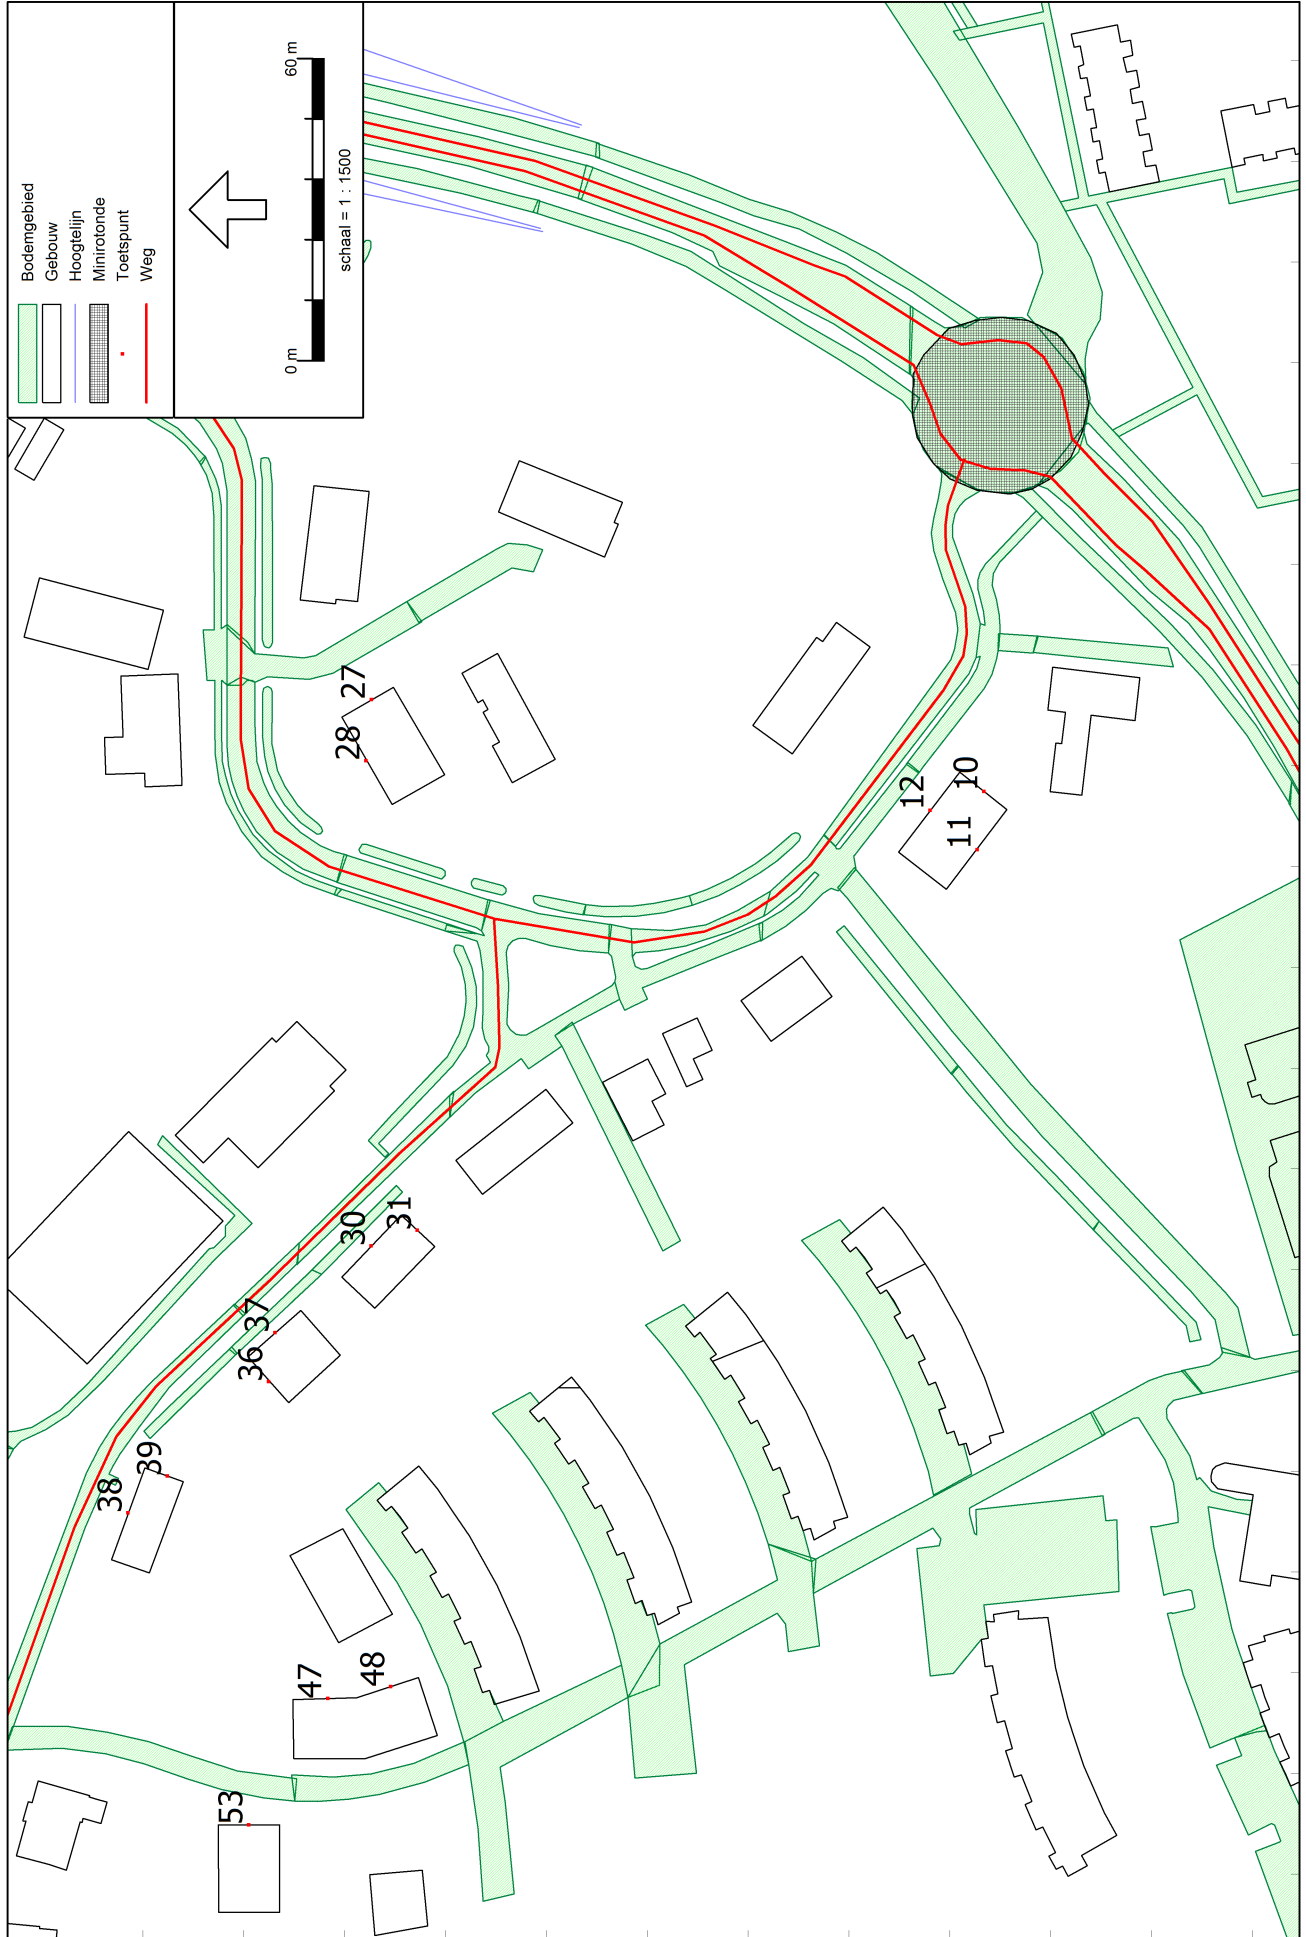 Bodemgebied
Gebouw
Hoogtelijn
Minirotonde
Toetspunt
Weg
0 m
60 m
schaal = 1 : 1500
27
28
12
10
11
30
31
37
36
39
38
47
48
53